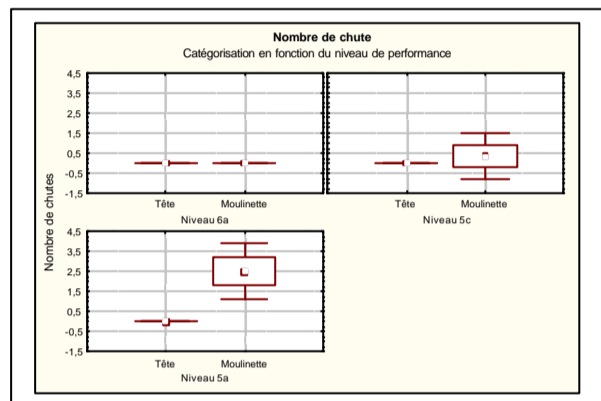 Nombre de chute
Catégorisation en fonction du niveau de performance
Nombre de chutes
4,5
3,5
2,5
1,5
0,5
-0,5
-1,5
Tête Moulinette
Niveau 6a
Tête Moulinette
Niveau 5c
4,5
3,5
2,5
1,5
0,5
-0,5
-1,5
Tête Moulinette
Niveau 5a